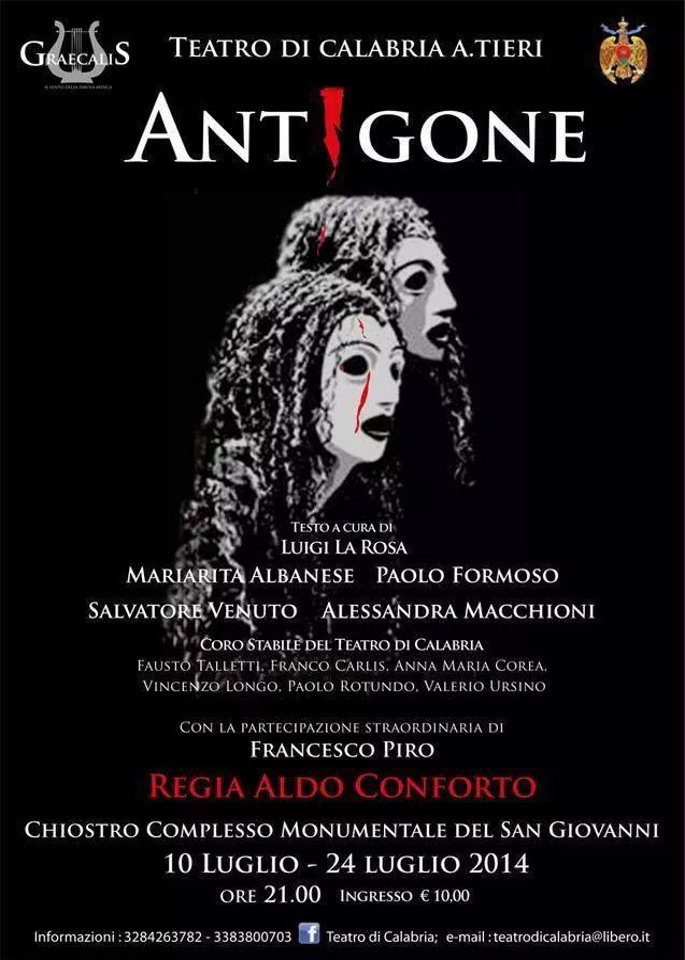 GRAECALIS
TEATRO DI CALABRIA A.TIERI
ANTIGONE
TESTO A CURA DI
LUIGI LA ROSA
MARIARITA ALBANESE PAOLO FORMOSO
SALVATORE VENUTO ALESSANDRA MACCHIONI
CORO STABILE DEL TEATRO DI CALABRIA
FAUSTO TALLETTI, FRANCO CARLIS, ANNA MARIA COREA,
VINCENZO LONGO, PAOLO ROTUNDO, VALERIO URSINO
CON LA PARTECIPAZIONE STRAORDINARIA DI
FRANCESCO PIRO
REGIA ALDO CONFORTO
CHIOSTRO COMPLESSO MONUMENTALE DEL SAN GIOVANNI
10 LUGLIO - 24 LUGLIO 2014
ORE 21.00 INGRESSO € 10,00
Informazioni : 3284263782 - 3383800703 f Teatro di Calabria; e-mail : teatrodicalabria@libero.it